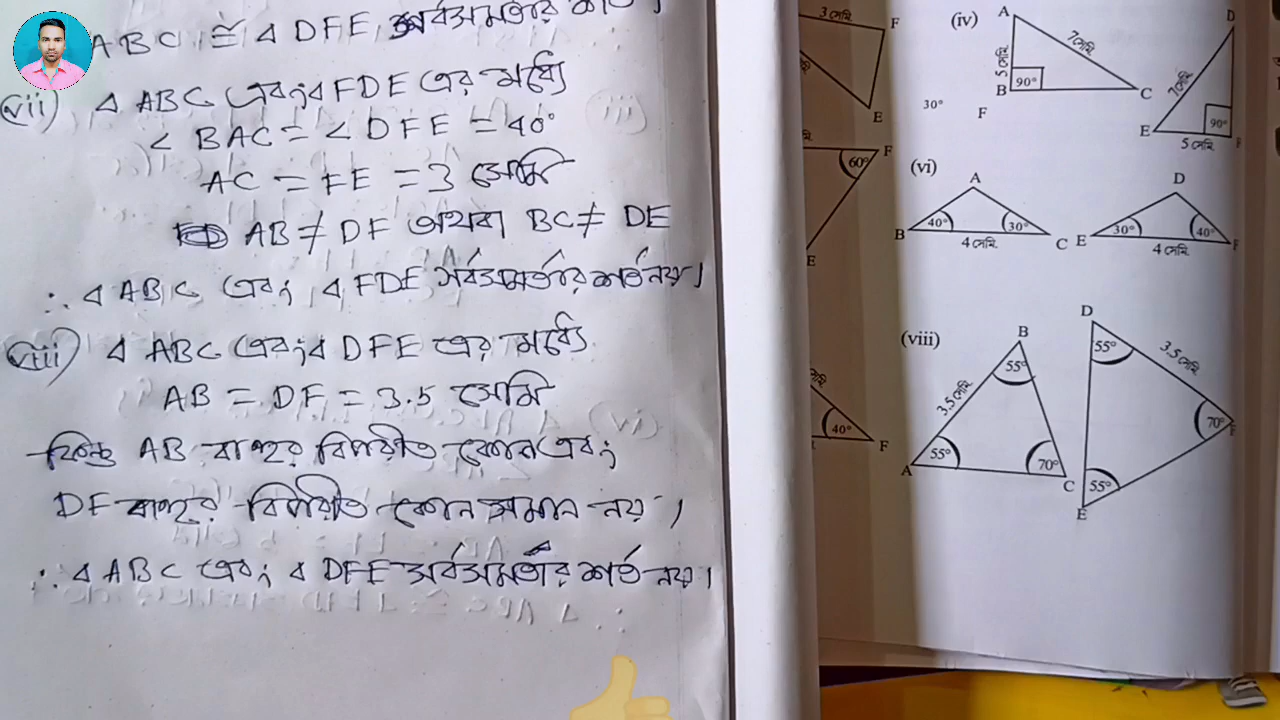 ABC ≅ ΔDFE সর্বসমতার শর্ত।
(vii) Δ ABC এবং Δ FDE এর মধ্যে
∠ BAC = ∠ DFE = 40°
AC = FE = 3 সেমি
AB ≠ DF অথবা BC ≠ DE
∴ Δ ABC এবং Δ FDE সর্বসমতার শর্ত নয়।
(viii) Δ ABC এবং Δ DFE এর মধ্যে
AB = DF = 3.5 সেমি
কিন্তু AB বাহুর বিপরীত কোন এবং
DF বাহুর বিপরীত কোন সমান নয়।
∴ Δ ABC এবং Δ DFE সর্বসমতার শর্ত নয়।
3 সেমি.
F
E
60°
F
E
40°
F
(iv)
A
7 সেমি.
5 সেমি.
90°
B
C
D
7 সেমি.
90°
E
5 সেমি.
F
30°
F
(vi)
A
40°
30°
B
4 সেমি.
C
D
30°
40°
E
4 সেমি.
F
(viii)
B
55°
3.5 সেমি.
55°
70°
A
C
D
55°
3.5 সেমি.
70°
F
55°
E